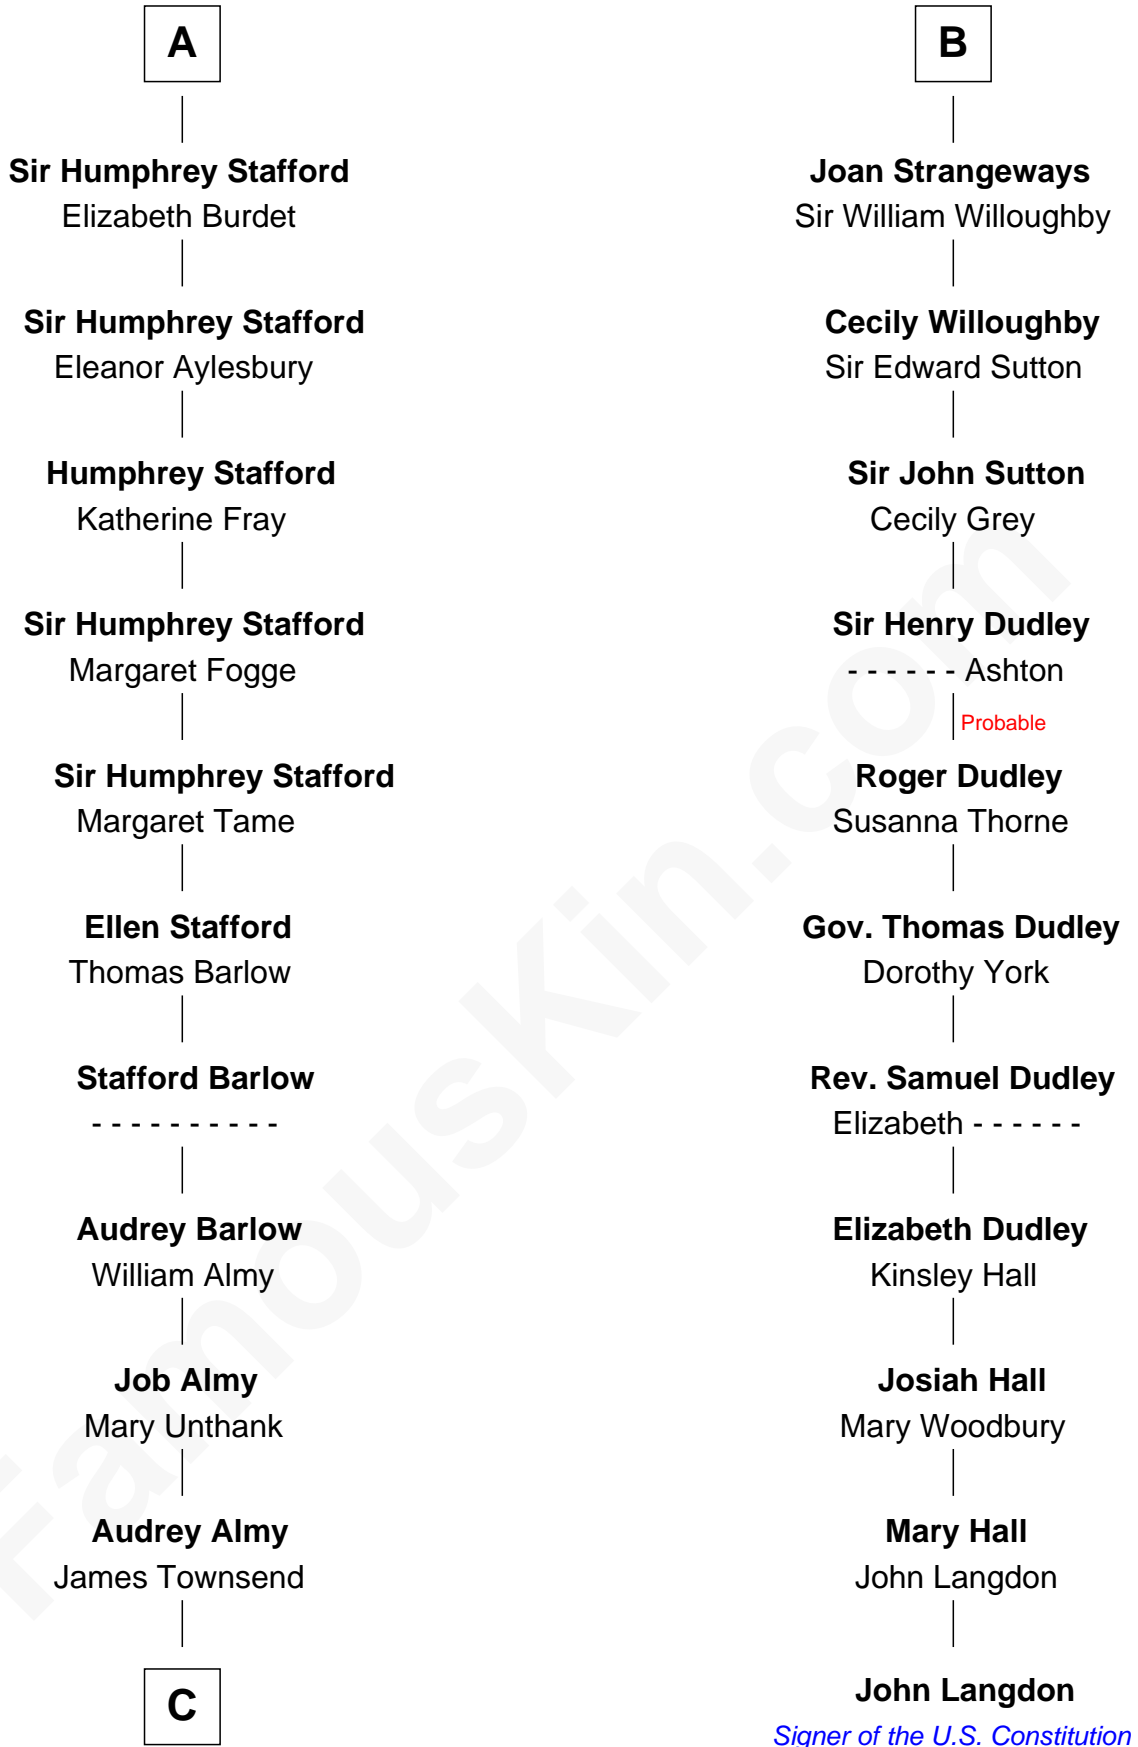 A
Sir Humphrey Stafford
Elizabeth Burdet
Sir Humphrey Stafford
Eleanor Aylesbury
Humphrey Stafford
Katherine Fray
Sir Humphrey Stafford
Margaret Fogge
Sir Humphrey Stafford
Margaret Tame
Ellen Stafford
Thomas Barlow
Stafford Barlow
- - - - - - - - - -
Audrey Barlow
William Almy
Job Almy
Mary Unthank
Audrey Almy
James Townsend
C
B
Joan Strangeways
Sir William Willoughby
Cecily Willoughby
Sir Edward Sutton
Sir John Sutton
Cecily Grey
Sir Henry Dudley
- - - - - - Ashton
Probable
Roger Dudley
Susanna Thorne
Gov. Thomas Dudley
Dorothy York
Rev. Samuel Dudley
Elizabeth - - - - - -
Elizabeth Dudley
Kinsley Hall
Josiah Hall
Mary Woodbury
Mary Hall
John Langdon
John Langdon
Signer of the U.S. Constitution
FamousKin.com